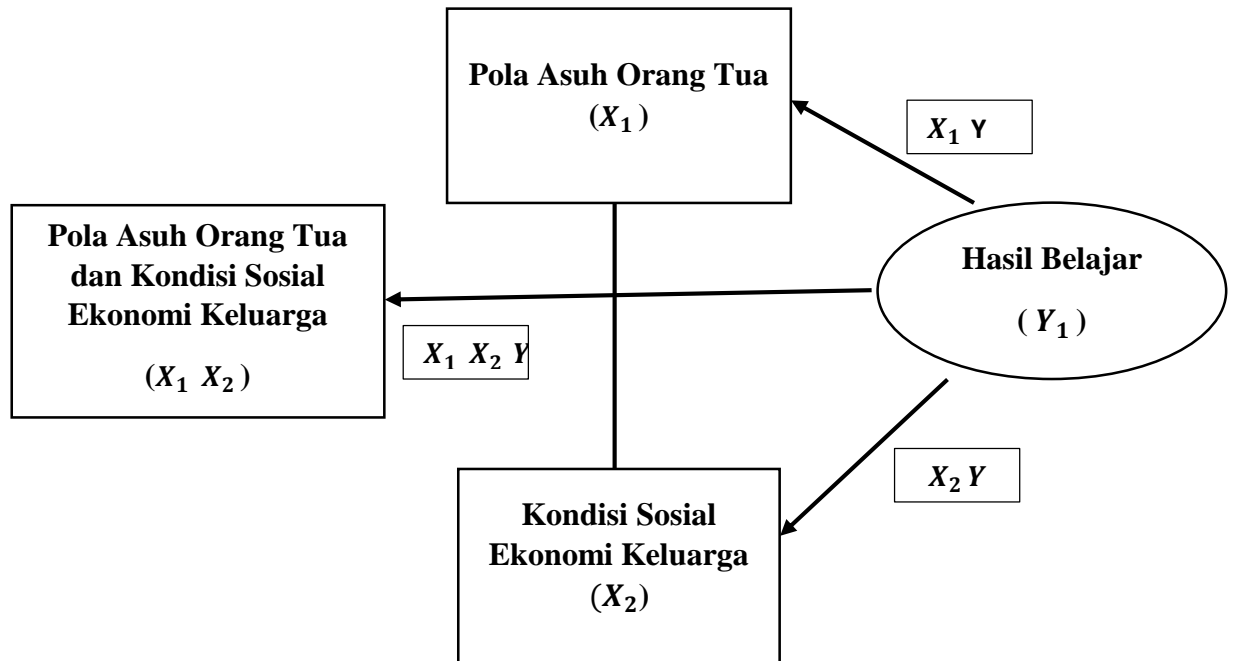 Pola Asuh Orang Tua
(X₁ )
X₁ Y
Pola Asuh Orang Tua
dan Kondisi Sosial
Ekonomi Keluarga
(X₁ X₂ )
X₁ X₂ Y
Hasil Belajar
( Y₁ )
X₂ Y
Kondisi Sosial
Ekonomi Keluarga
(X₂)